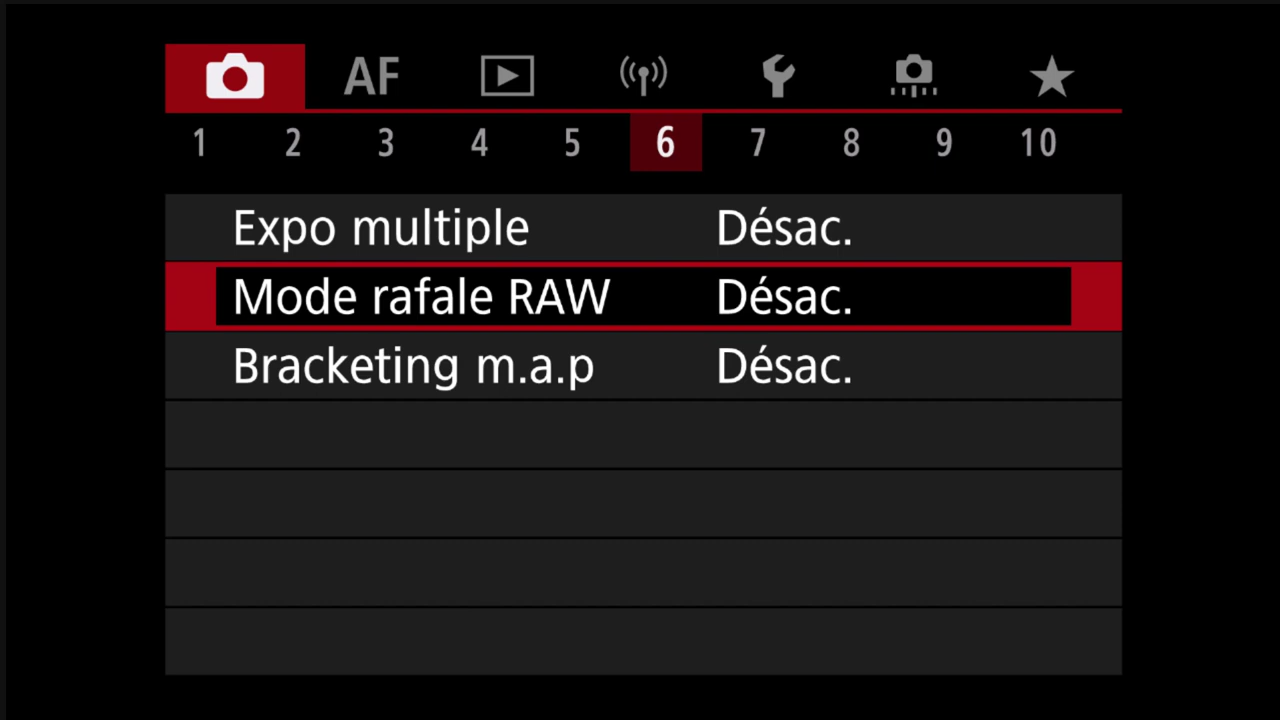 AF
1 2 3 4 5 6 7 8 9 10
Expo multiple Désac.
Mode rafale RAW Désac.
Bracketing m.a.p Désac.